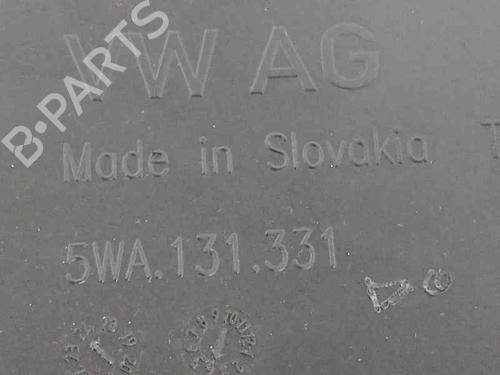 VW AG
Made in Slovakia
5WA.131.331
B-PARTS